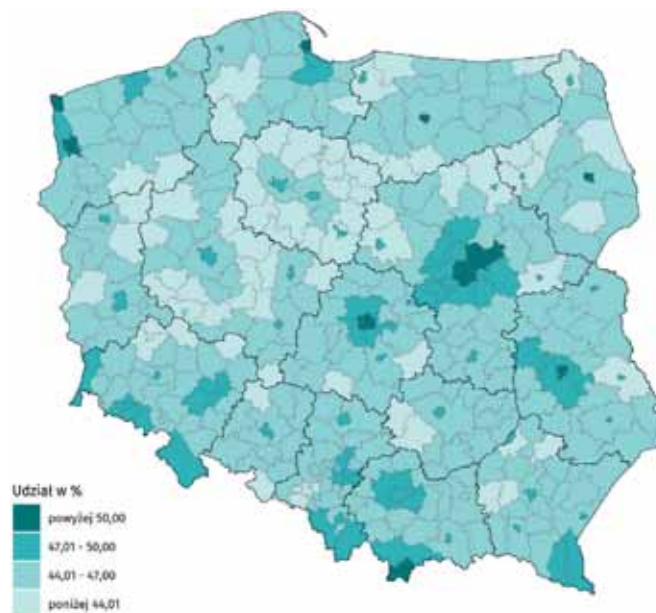 Udział w %
powyżej 50,00
47,01 - 50,00
44,01 - 47,00
poniżej 44,01